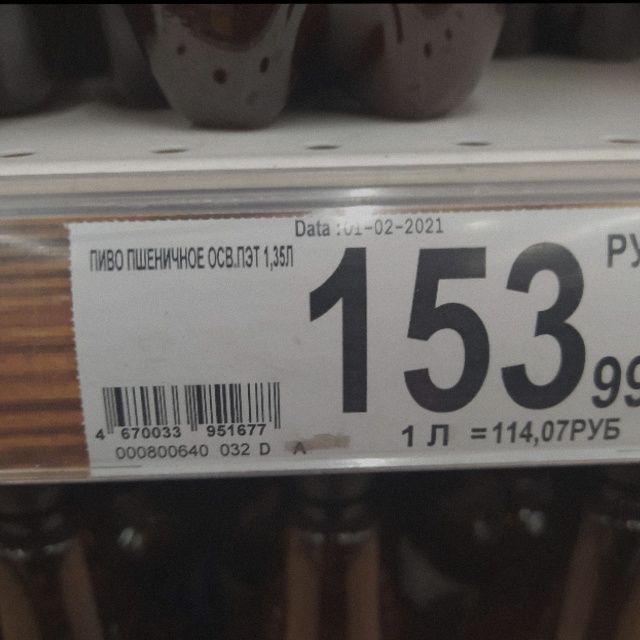 Data :01-02-2021
ПИВО ПШЕНИЧНОЕ ОСВ.ПЭТ 1,35Л
153 99
РУ
4 670033 951677
1 Л =114,07РУБ
000800640 032 D A